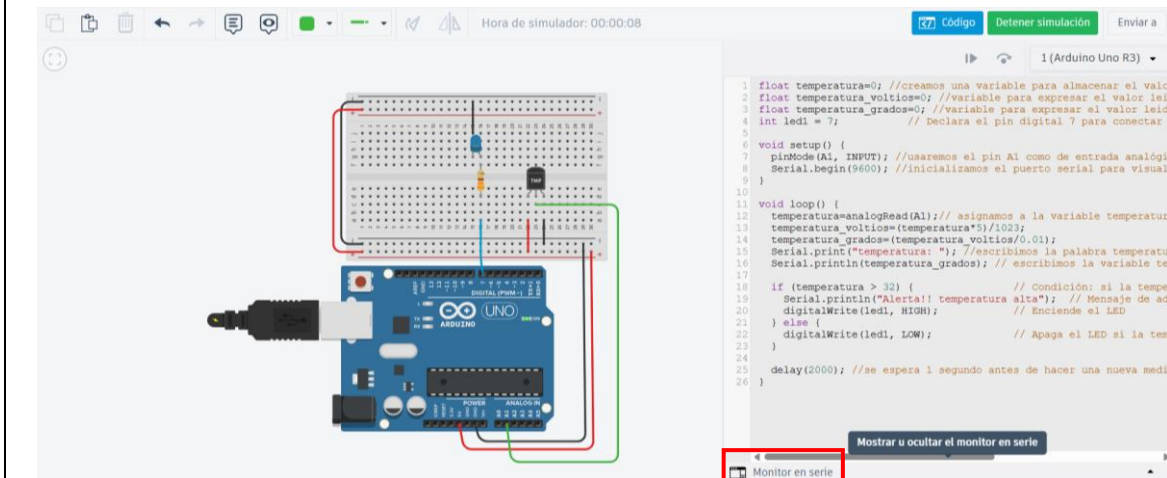 Hora de simulador: 00:00:08
Código
Detener simulación
Enviar a
1 (Arduino Uno R3)
1 float temperatura=0; //creamos una variable para almacenar el valo
2 float temperatura_voltios=0; //variable para expresar el valor leid
3 float temperatura_grados=0; //variable para expresar el valor leid
4 int led1 = 7; // Declara el pin digital 7 para conectar
5
6 void setup() {
7 pinMode(A1, INPUT); //usaremos el pin A1 como de entrada analógi
8 Serial.begin(9600); //inicializamos el puerto serial para visual
9 }
10
11 void loop() {
12 temperatura=analogRead(A1);// asignamos a la variable temperatur
13 temperatura_voltios=(temperatura*5)/1023;
14 temperatura_grados=(temperatura_voltios/0.01);
15 Serial.print("temperatura: "); //escribimos la palabra temperatu
16 Serial.println(temperatura_grados); // escribimos la variable te
17
18 if (temperatura > 32) { // Condición: si la tempe
19 Serial.println("Alerta!! temperatura alta"); // Mensaje de ad
20 digitalWrite(led1, HIGH); // Enciende el LED
21 } else {
22 digitalWrite(led1, LOW); // Apaga el LED si la tem
23 }
24
25 delay(2000); //se espera 1 segundo antes de hacer una nueva medi
26 }
TMP
DIGITAL (PWM~)
UNO
ARDUINO
POWER
ANALOG IN
Mostrar u ocultar el monitor en serie
Monitor en serie